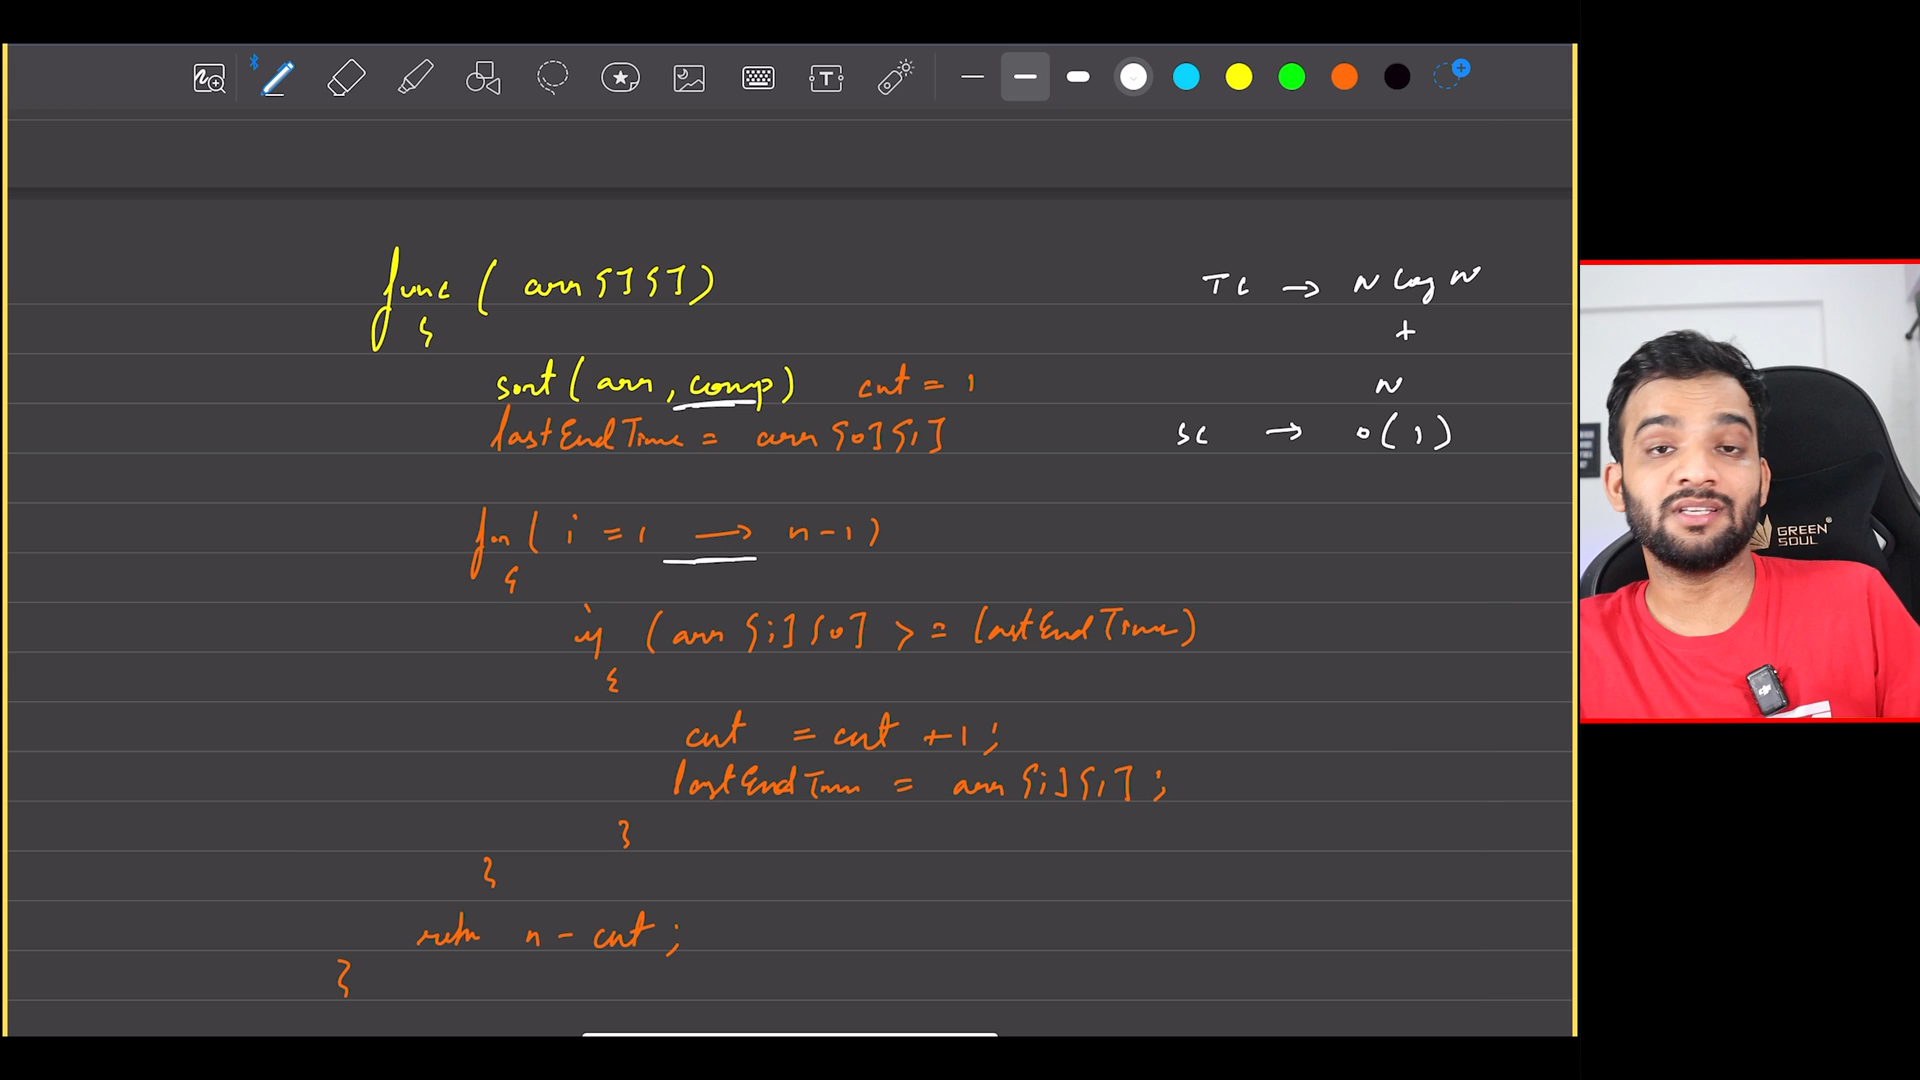 func ( arr [ ] [ ] )
{
sort ( arr , comp ) cnt = 1
lastEndTime = arr [0] [1]
for ( i = 1 → n - 1 )
{
if ( arr [i] [0] > = lastEndTime )
{
cnt = cnt + 1 ;
lastEndTime = arr [i] [1] ;
}
}
return n - cnt ;
}
TC → N log N
+
N
SC → O ( 1 )
T
GREEN SOUL®